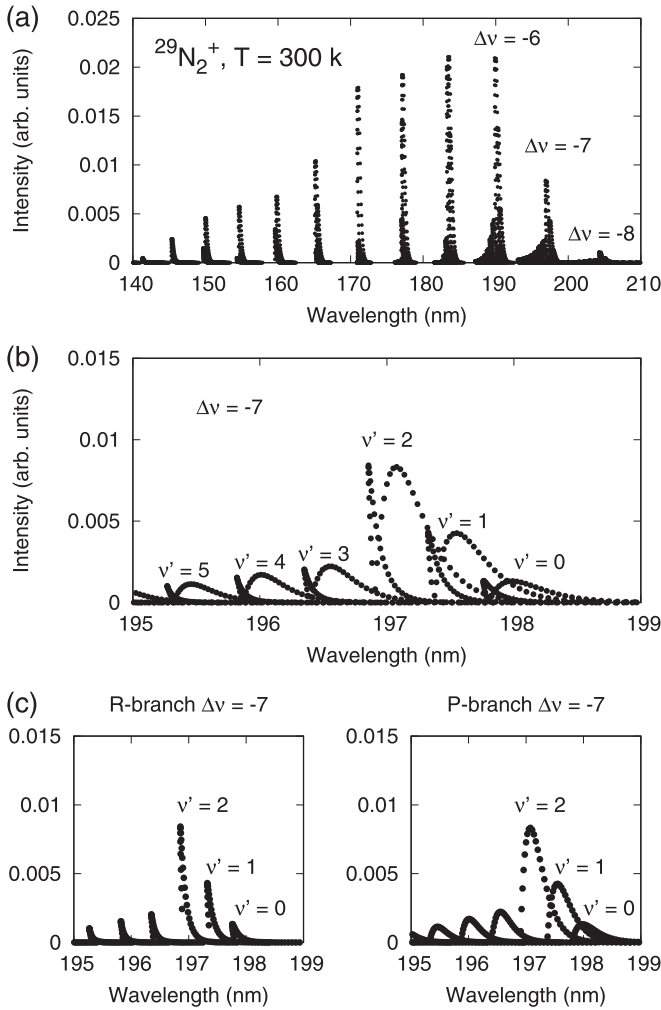 (a)
²⁹N₂⁺, T = 300 k
Δν = -6
Δν = -7
Δν = -8
Intensity (arb. units)
0.025
0.02
0.015
0.01
0.005
0
140 150 160 170 180 190 200 210
Wavelength (nm)
(b)
Δν = -7
ν' = 2
ν' = 1
ν' = 0
ν' = 3
ν' = 4
ν' = 5
Intensity (arb. units)
0.015
0.01
0.005
0
195 196 197 198 199
Wavelength (nm)
(c)
R-branch Δν = -7
0.015
0.01
0.005
0
ν' = 2
ν' = 1
ν' = 0
195 196 197 198 199
Wavelength (nm)
P-branch Δν = -7
0.015
0.01
0.005
0
ν' = 2
ν' = 1
ν' = 0
195 196 197 198 199
Wavelength (nm)